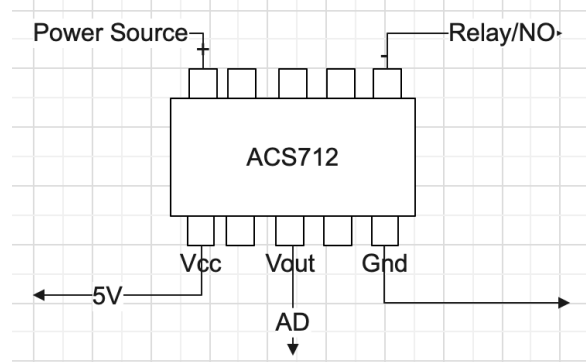 Power Source
Relay/NO
+
-
ACS712
Vcc Vout Gnd
5V
AD